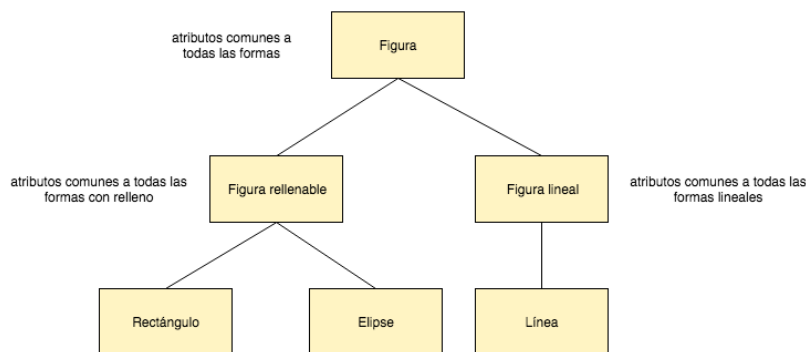 atributos comunes a
todas las formas
Figura
atributos comunes a todas las
formas con relleno
Figura rellenable
Figura lineal
atributos comunes a todas las
formas lineales
Rectángulo
Elipse
Línea